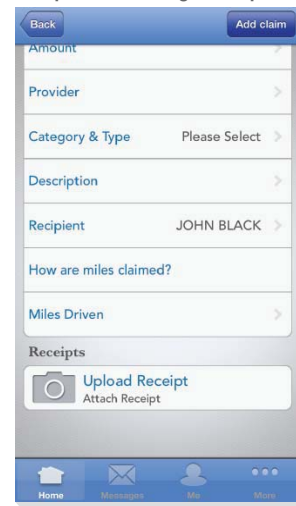 Back Add claim
Amount
Provider
Category & Type Please Select
Description
Recipient JOHN BLACK
How are miles claimed?
Miles Driven
Receipts
Upload Receipt
Attach Receipt
Home Messages Me More